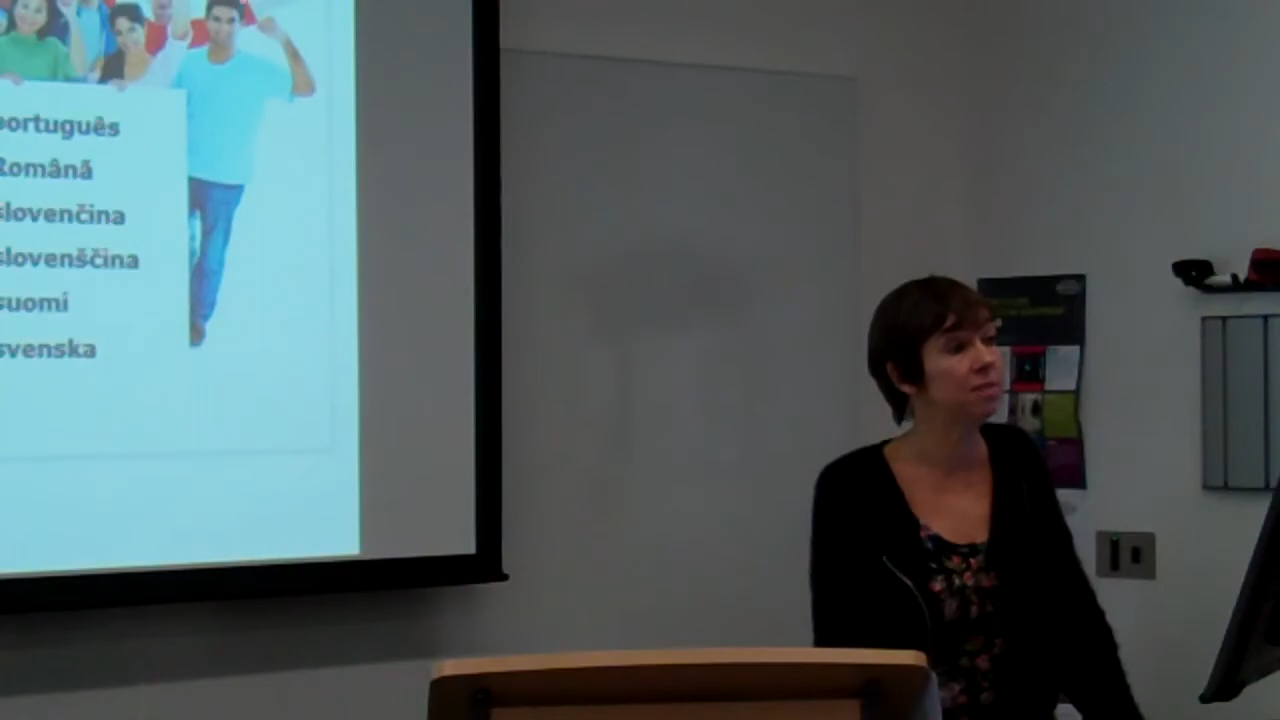 português
Română
slovenčina
slovenščina
suomi
svenska